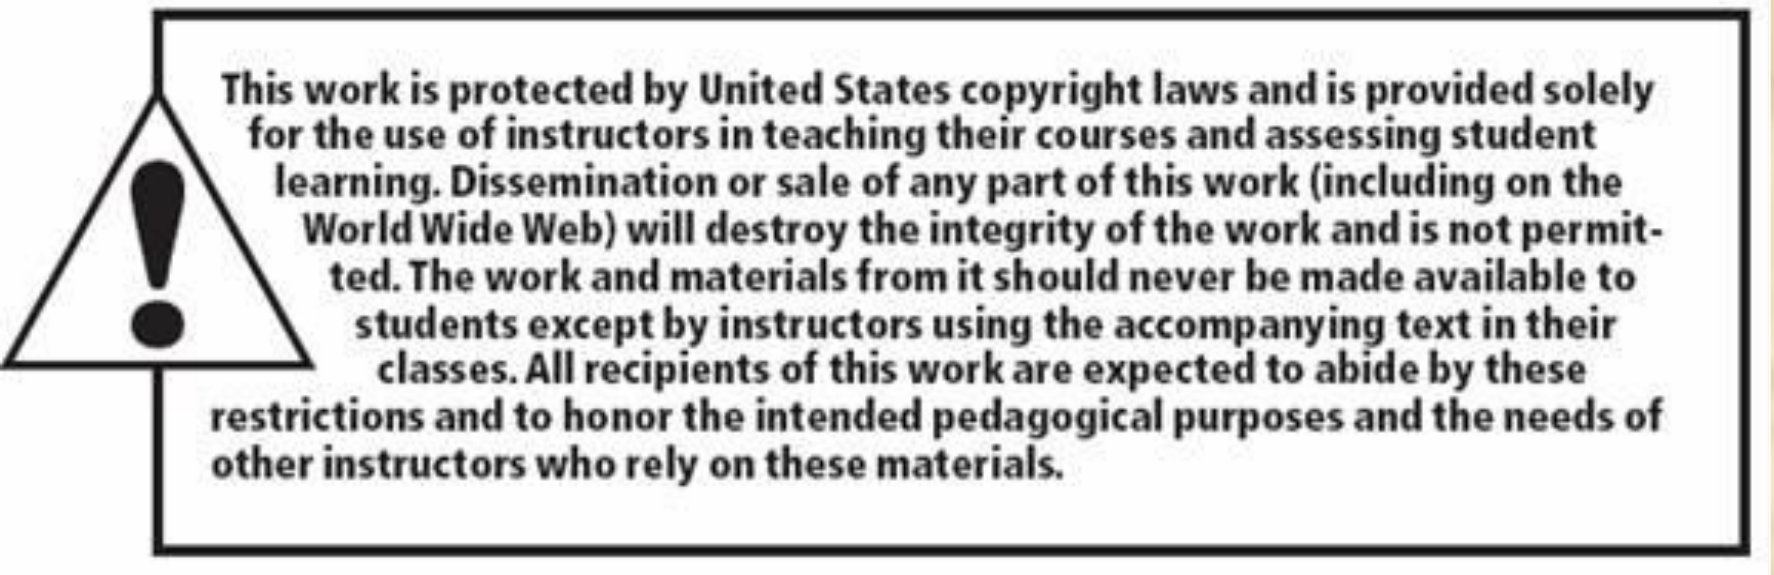 This work is protected by United States copyright laws and is provided solely
for the use of instructors in teaching their courses and assessing student
learning. Dissemination or sale of any part of this work (including on the
World Wide Web) will destroy the integrity of the work and is not permit-
ted. The work and materials from it should never be made available to
students except by instructors using the accompanying text in their
classes. All recipients of this work are expected to abide by these
restrictions and to honor the intended pedagogical purposes and the needs of
other instructors who rely on these materials.